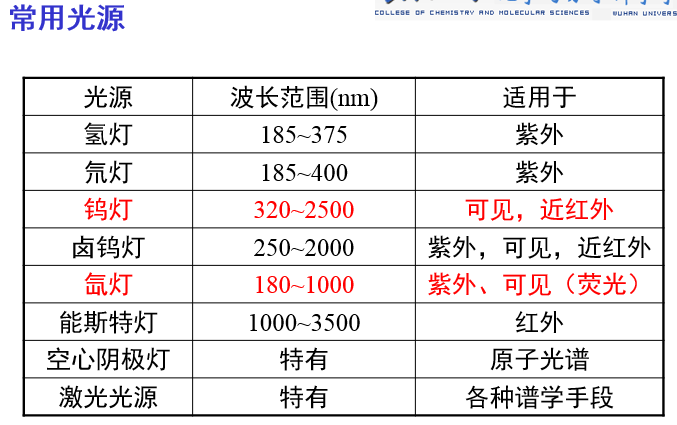 常用光源
COLLEGE OF CHEMISTRY AND MOLECULAR SCIENCES WUHAN UNIVERS
光源 波长范围(nm) 适用于
氢灯 185~375 紫外
氘灯 185~400 紫外
钨灯 320~2500 可见，近红外
卤钨灯 250~2000 紫外，可见，近红外
氙灯 180~1000 紫外、可见（荧光）
能斯特灯 1000~3500 红外
空心阴极灯 特有 原子光谱
激光光源 特有 各种谱学手段